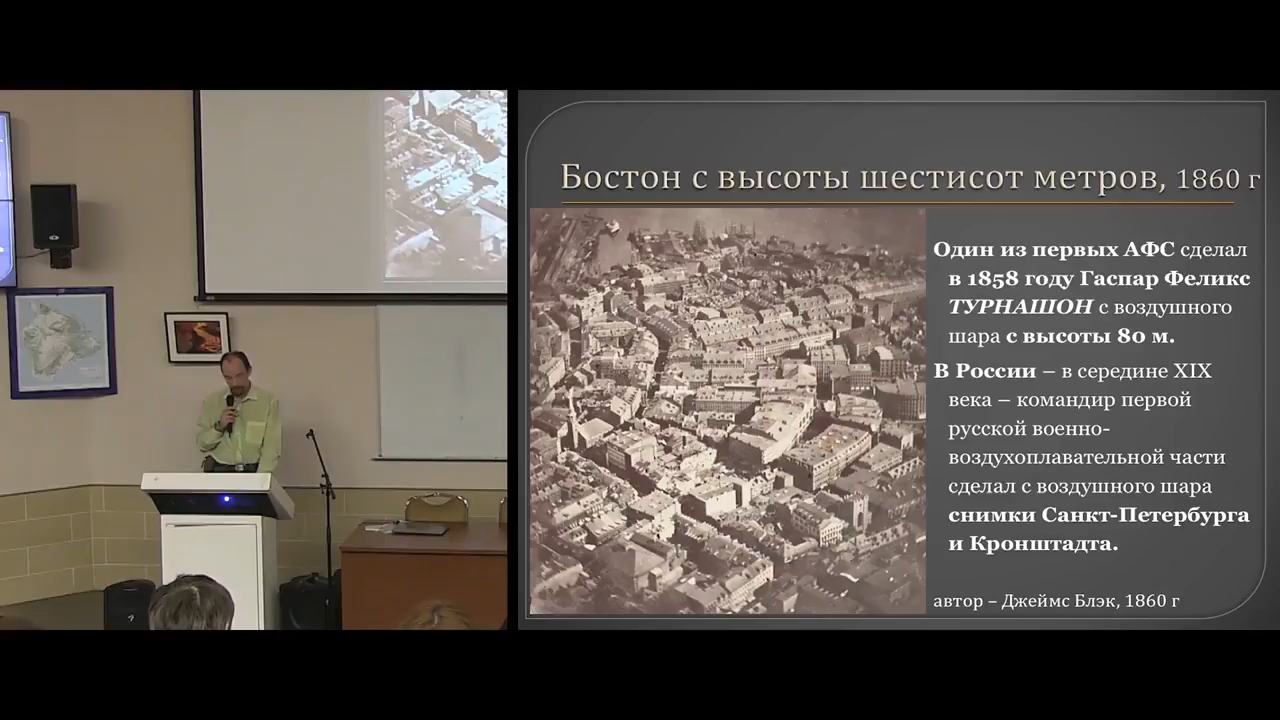 Бостон с высоты шестисот метров, 1860 г
Один из первых АФС сделал
в 1858 году Гаспар Феликс
ТУРНАШОН с воздушного
шара с высоты 80 м.
В России – в середине XIX
века – командир первой
русской военно-
воздухоплавательной части
сделал с воздушного шара
снимки Санкт-Петербурга
и Кронштадта.
автор – Джеймс Блэк, 1860 г